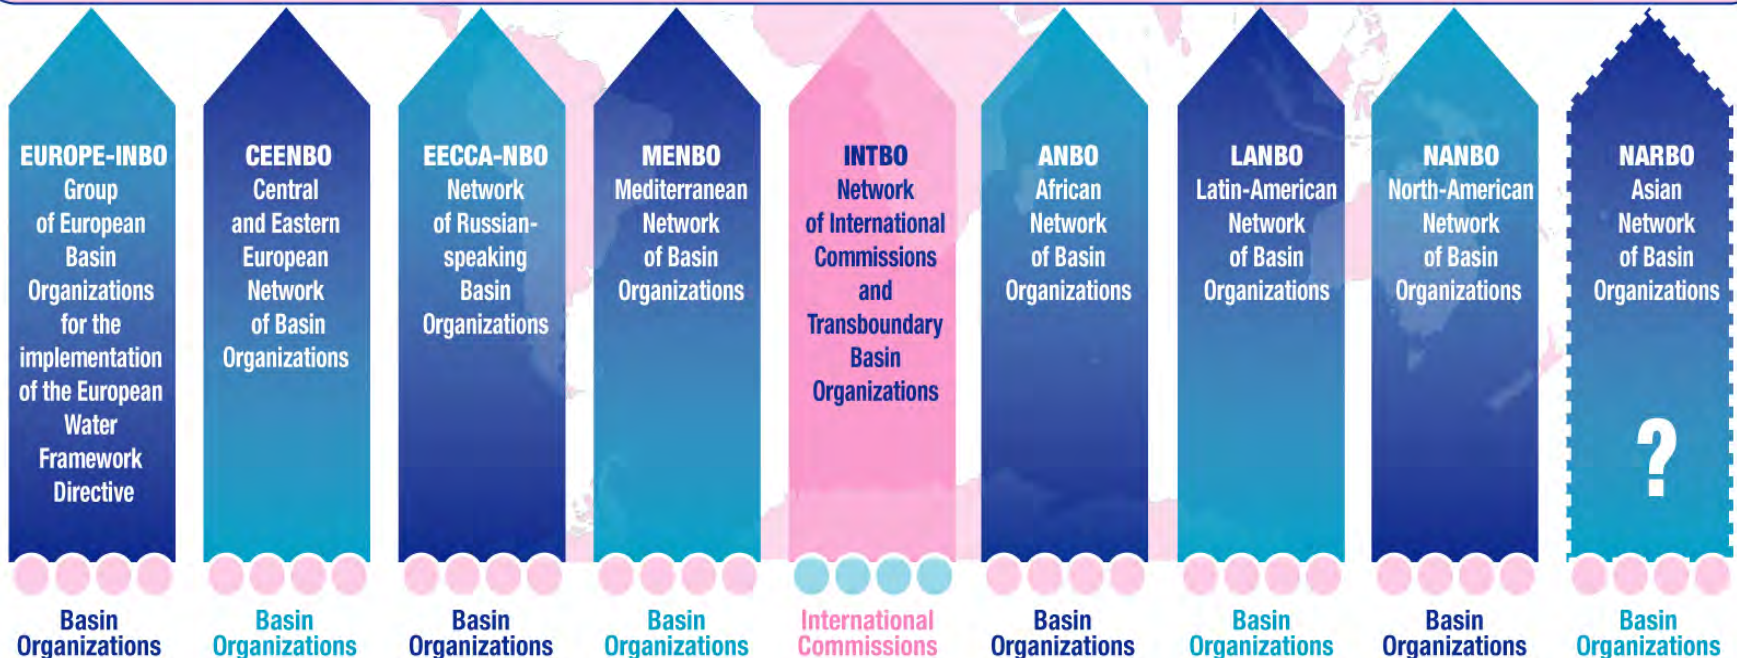 EUROPE-INBO
Group
of European
Basin
Organizations
for the
implementation
of the European
Water
Framework
Directive
Basin
Organizations
CEENBO
Central
and Eastern
European
Network
of Basin
Organizations
Basin
Organizations
EECCA-NBO
Network
of Russian-
speaking
Basin
Organizations
Basin
Organizations
MENBO
Mediterranean
Network
of Basin
Organizations
Basin
Organizations
INTBO
Network
of International
Commissions
and
Transboundary
Basin
Organizations
International
Commissions
ANBO
African
Network
of Basin
Organizations
Basin
Organizations
LANBO
Latin-American
Network
of Basin
Organizations
Basin
Organizations
NANBO
North-American
Network
of Basin
Organizations
Basin
Organizations
NARBO
Asian
Network
of Basin
Organizations
?
Basin
Organizations